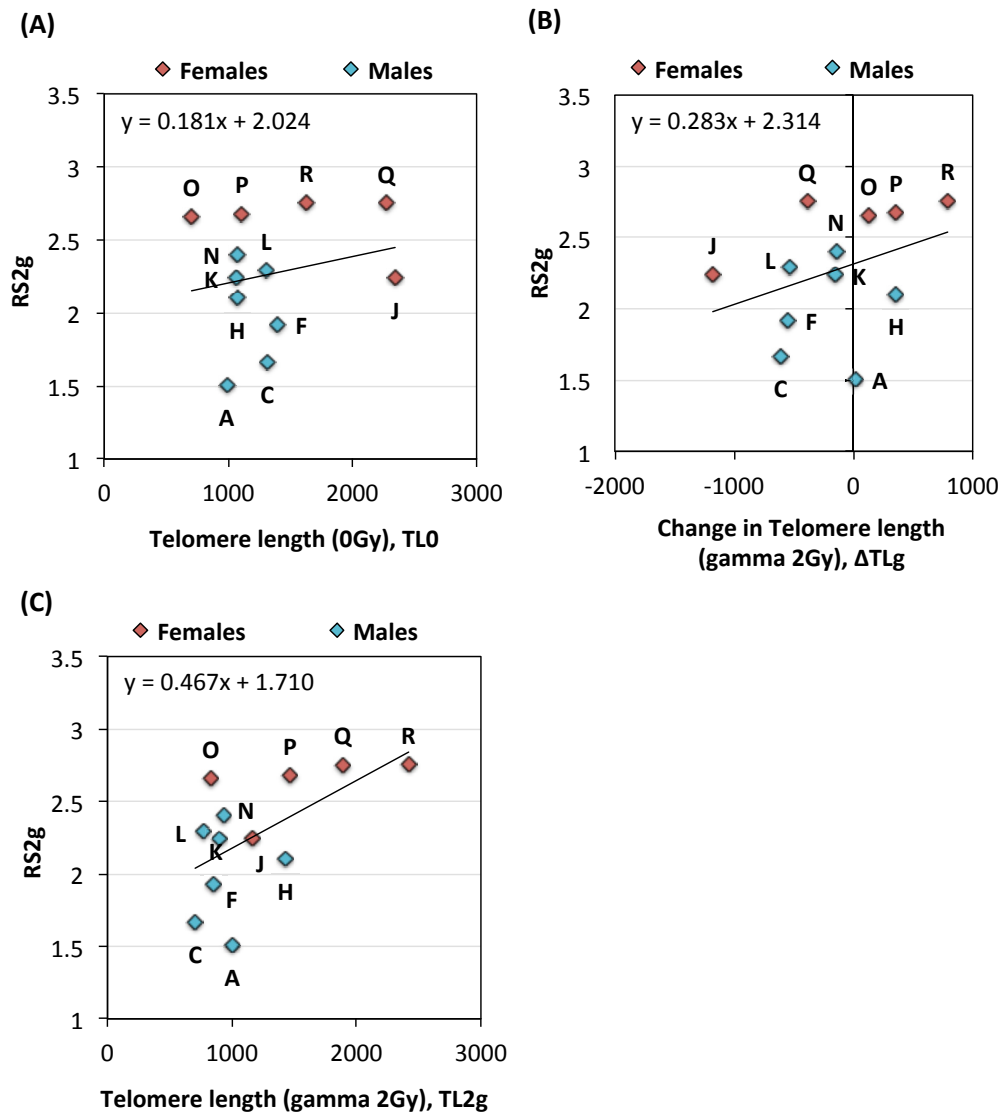 (A)
Females Males
3.5
y = 0.181x + 2.024
3
O P R Q
2.5
N L
K
RS2g
2
H F J
1.5
C
A
1
0 1000 2000 3000
Telomere length (0Gy), TL0
(B)
Females Males
3.5
y = 0.283x + 2.314
3
Q O P R
2.5
J L N
K
RS2g
2
F H
1.5
C A
1
-2000 -1000 0 1000
Change in Telomere length
(gamma 2Gy), ΔTLg
(C)
Females Males
3.5
y = 0.467x + 1.710
3
O P Q R
2.5
L N
K J
RS2g
2
F H
1.5
C
A
1
0 1000 2000 3000
Telomere length (gamma 2Gy), TL2g